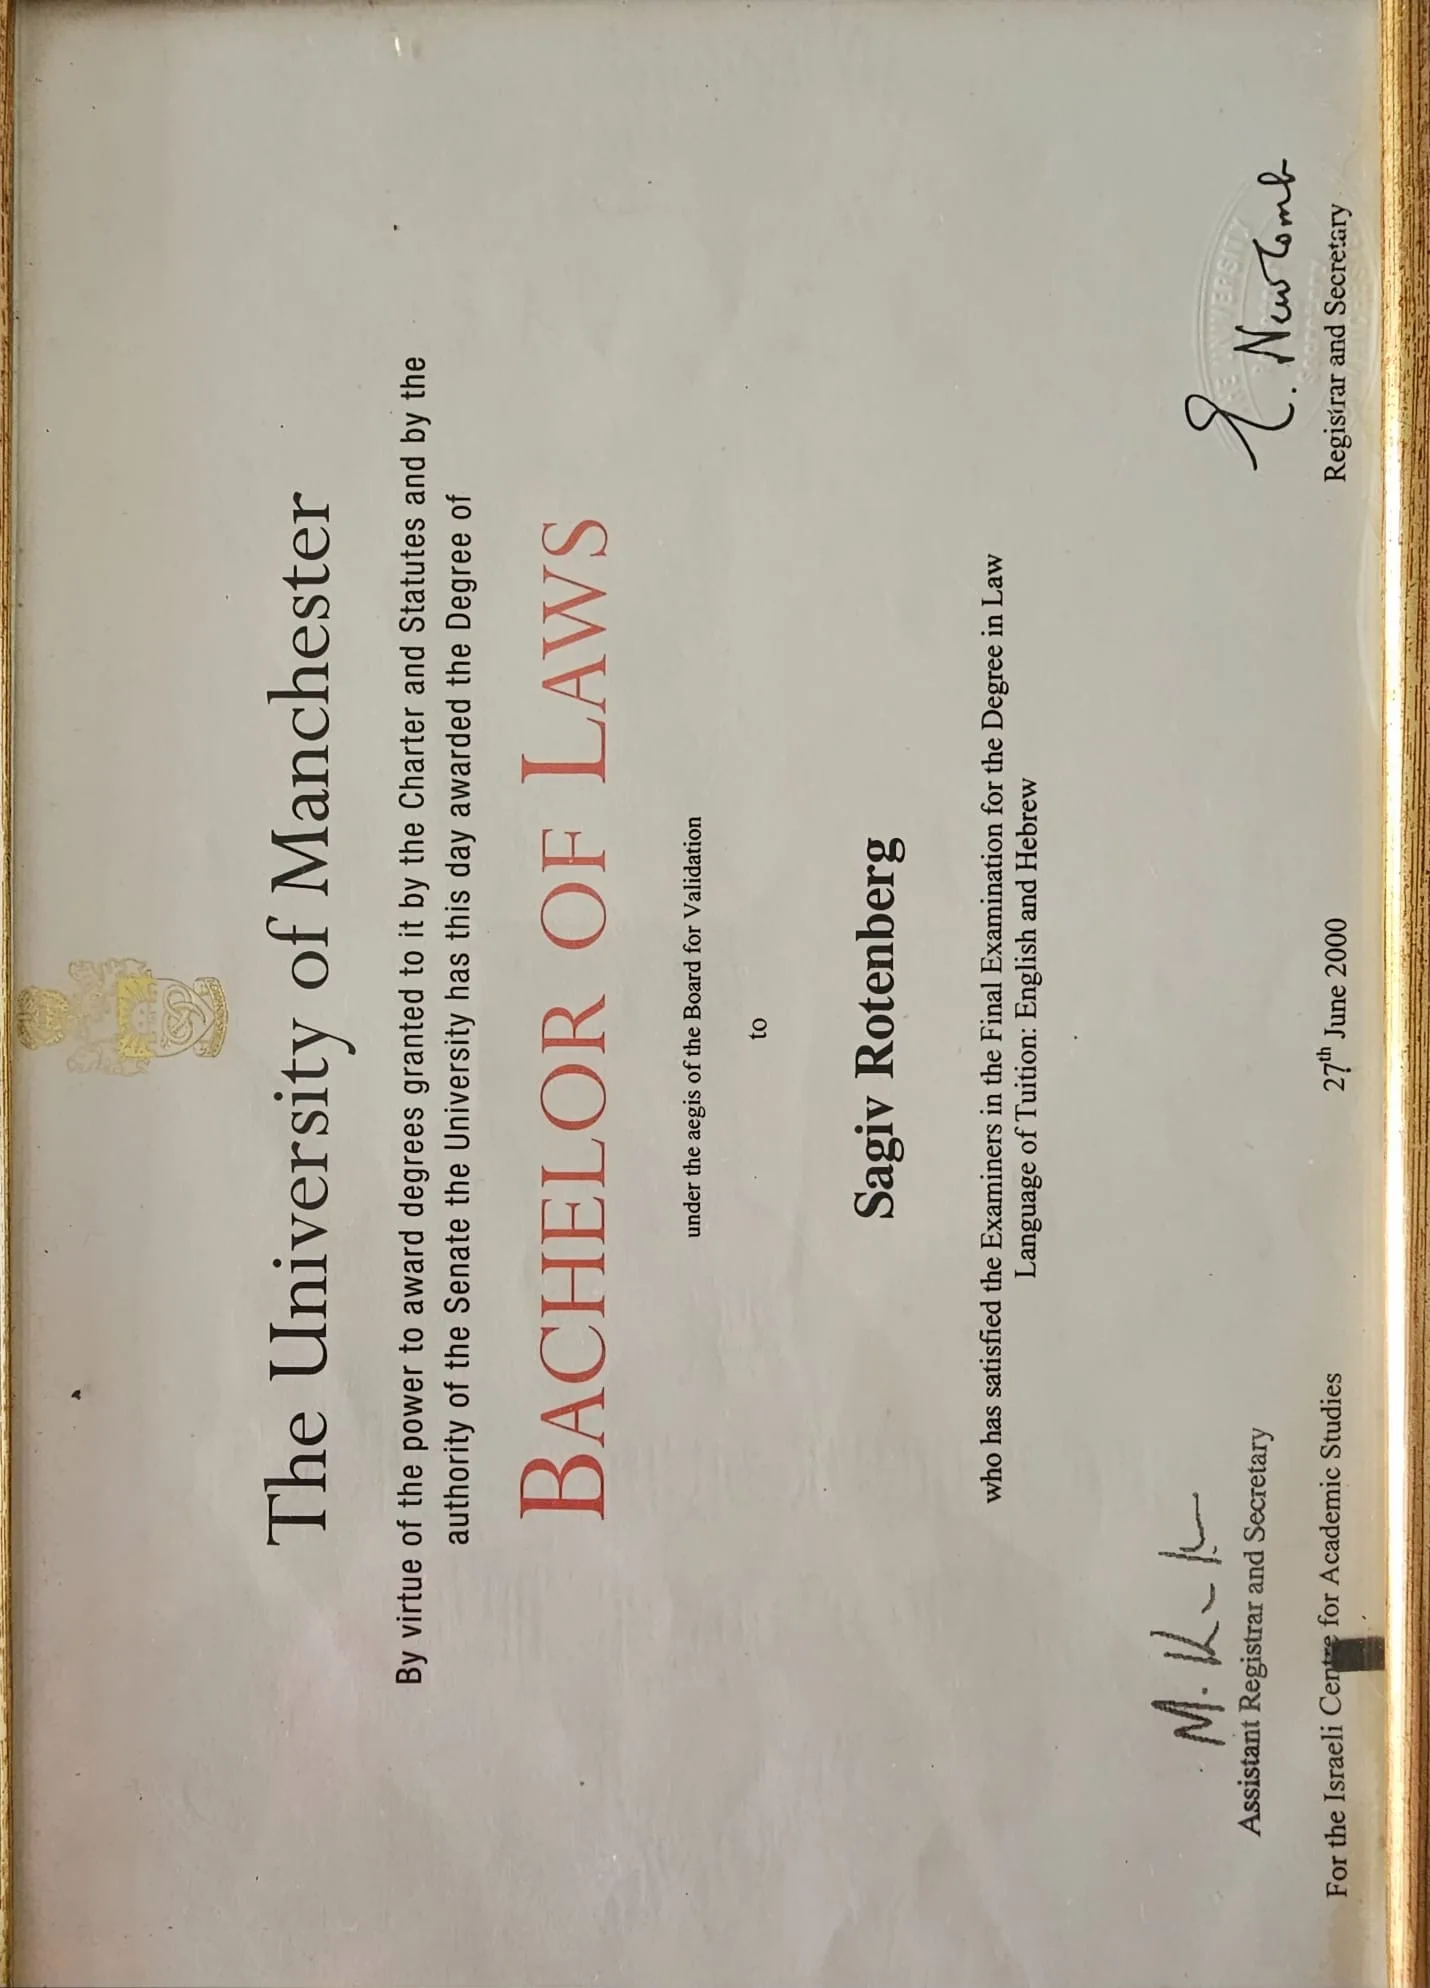 The University of Manchester
By virtue of the power to award degrees granted to it by the Charter and Statutes and by the
authority of the Senate the University has this day awarded the Degree of
BACHELOR OF LAWS
under the aegis of the Board for Validation
to
Sagiv Rotenberg
who has satisfied the Examiners in the Final Examination for the Degree in Law
Language of Tuition: English and Hebrew
E. Newcomb
THE UNIVERSITY
Assistant Registrar and Secretary
For the Israeli Centre for Academic Studies
27th June 2000
Registrar and Secretary